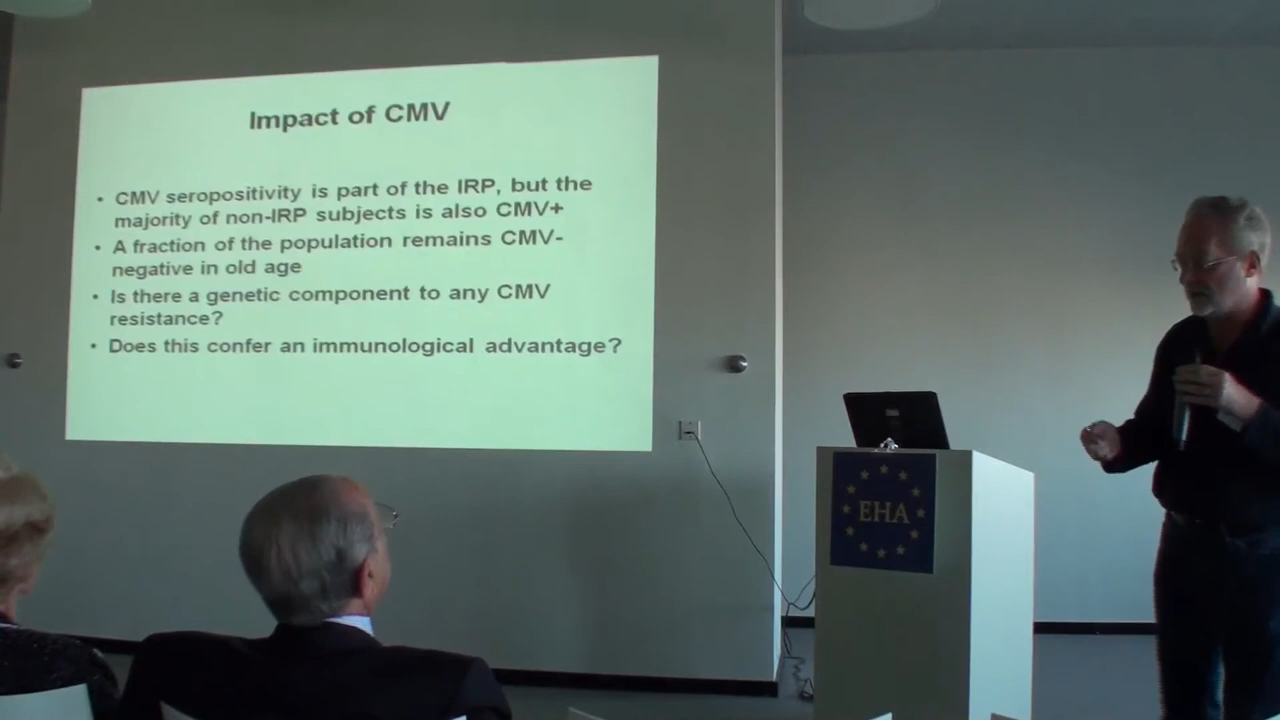 Impact of CMV
• CMV seropositivity is part of the IRP, but the
majority of non-IRP subjects is also CMV+
• A fraction of the population remains CMV-
negative in old age
• Is there a genetic component to any CMV
resistance?
• Does this confer an immunological advantage?
EHA